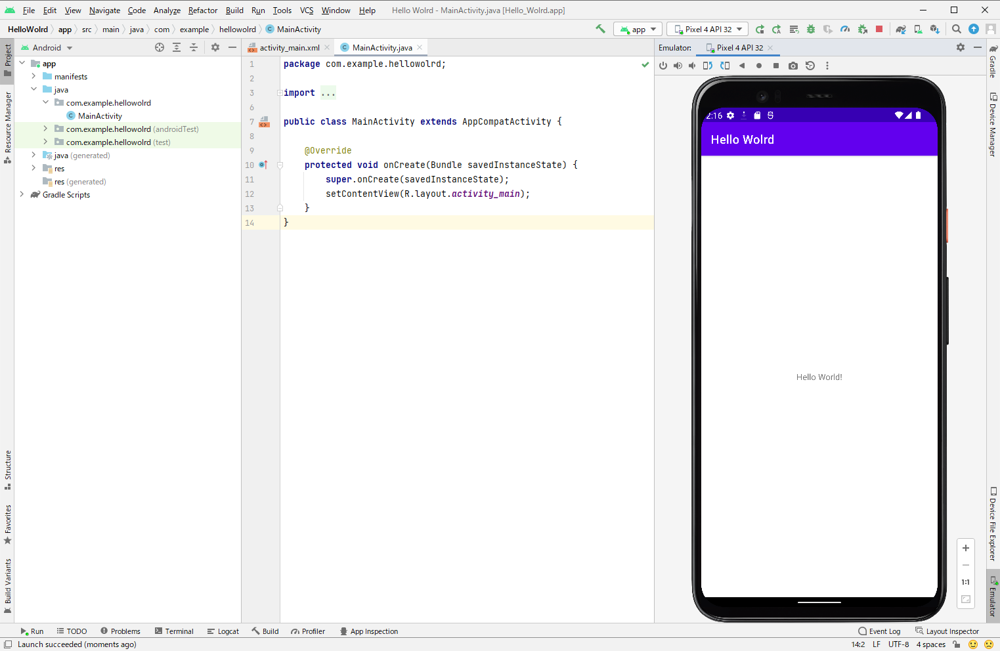 File Edit View Navigate Code Analyze Refactor Build Run Tools VCS Window Help Hello Wolrd - MainActivity.java [Hello_Wolrd.app]
HelloWolrd app src main java com example hellowolrd MainActivity app Pixel 4 API 32
Android
activity_main.xml MainActivity.java
Emulator: Pixel 4 API 32
Project
Resource Manager
Structure
Favorites
Build Variants
app
manifests
java
com.example.hellowolrd
MainActivity
com.example.hellowolrd (androidTest)
com.example.hellowolrd (test)
java (generated)
res
res (generated)
Gradle Scripts
1 package com.example.hellowolrd;
2
3 import ...
6
7 public class MainActivity extends AppCompatActivity {
8
9 @Override
10 protected void onCreate(Bundle savedInstanceState) {
11 super.onCreate(savedInstanceState);
12 setContentView(R.layout.activity_main);
13 }
14 }
2:16
Hello Wolrd
Hello World!
1:1
Gradle
Device Manager
Device File Explorer
Emulator
Run TODO Problems Terminal Logcat Build Profiler App Inspection Event Log Layout Inspector
Launch succeeded (moments ago) 14:2 LF UTF-8 4 spaces